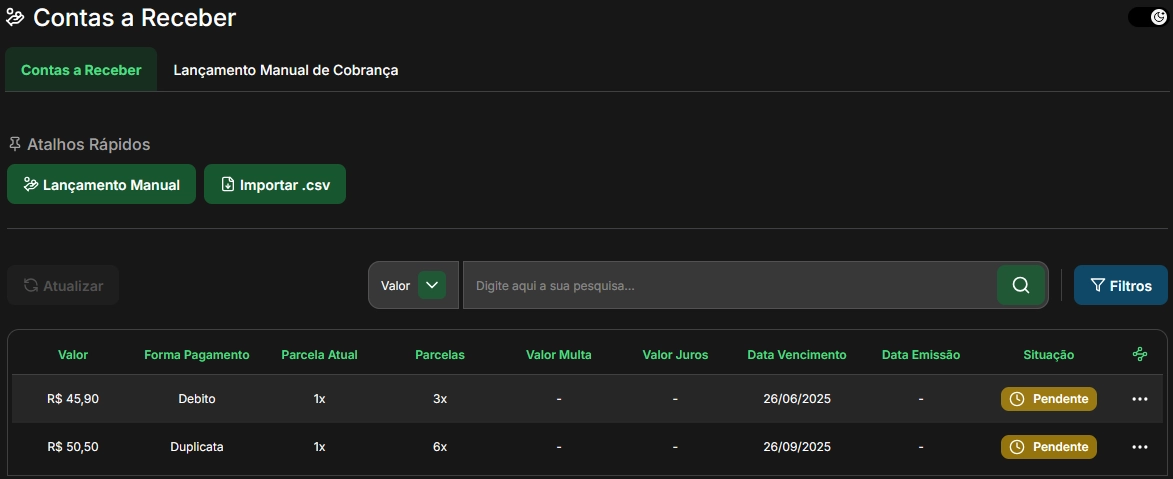 Contas a Receber
Contas a Receber Lançamento Manual de Cobrança
Atalhos Rápidos
Lançamento Manual Importar .csv
Atualizar Valor Digite aqui a sua pesquisa... Filtros
Valor Forma Pagamento Parcela Atual Parcelas Valor Multa Valor Juros Data Vencimento Data Emissão Situação
R$ 45,90 Debito 1x 3x - - 26/06/2025 - Pendente
R$ 50,50 Duplicata 1x 6x - - 26/09/2025 - Pendente